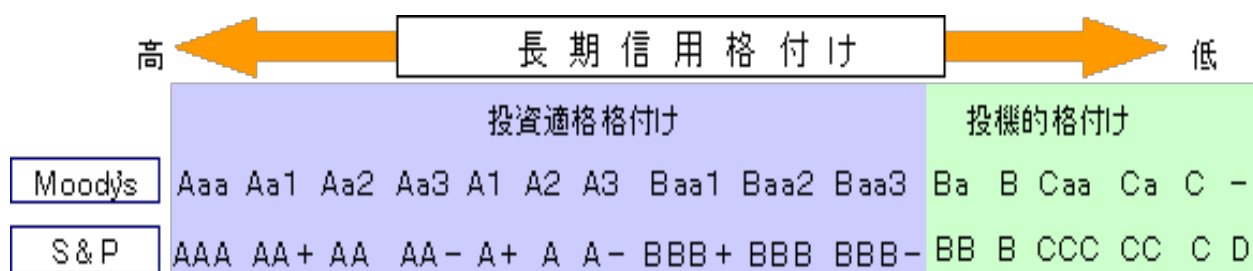 高 長期信用格付け 低
投資適格格付け 投機的格付け
Moody's Aaa Aa1 Aa2 Aa3 A1 A2 A3 Baa1 Baa2 Baa3 Ba B Caa Ca C -
S&P AAA AA+ AA AA- A+ A A- BBB+ BBB BBB- BB B CCC CC C D